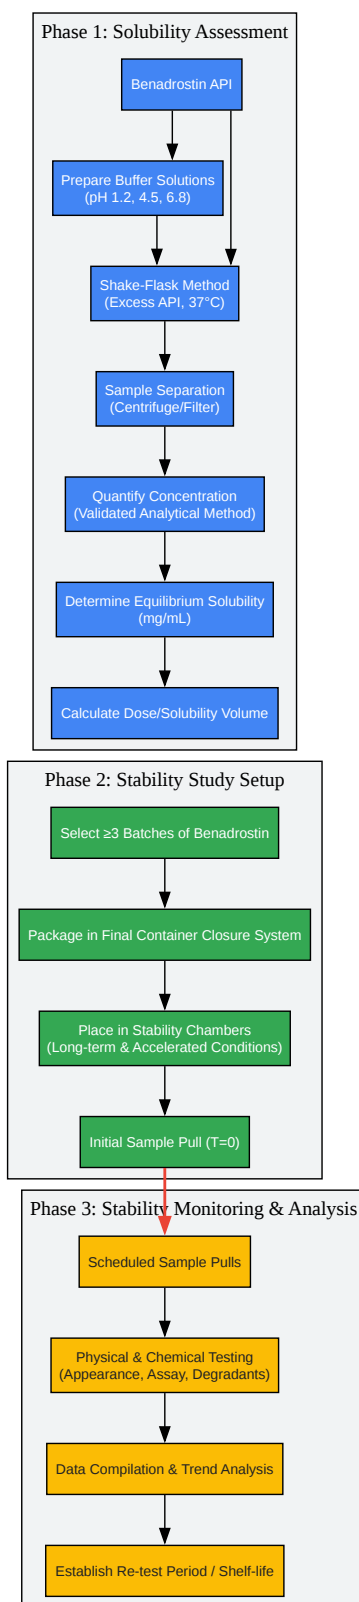 Phase 1: Solubility Assessment
Benadrostin API
Prepare Buffer Solutions
(pH 1.2, 4.5, 6.8)
Shake-Flask Method
(Excess API, 37°C)
Sample Separation
(Centrifuge/Filter)
Quantify Concentration
(Validated Analytical Method)
Determine Equilibrium Solubility
(mg/mL)
Calculate Dose/Solubility Volume
Phase 2: Stability Study Setup
Select ≥3 Batches of Benadrostin
Package in Final Container Closure System
Place in Stability Chambers
(Long-term & Accelerated Conditions)
Initial Sample Pull (T=0)
Phase 3: Stability Monitoring & Analysis
Scheduled Sample Pulls
Physical & Chemical Testing
(Appearance, Assay, Degradants)
Data Compilation & Trend Analysis
Establish Re-test Period / Shelf-life